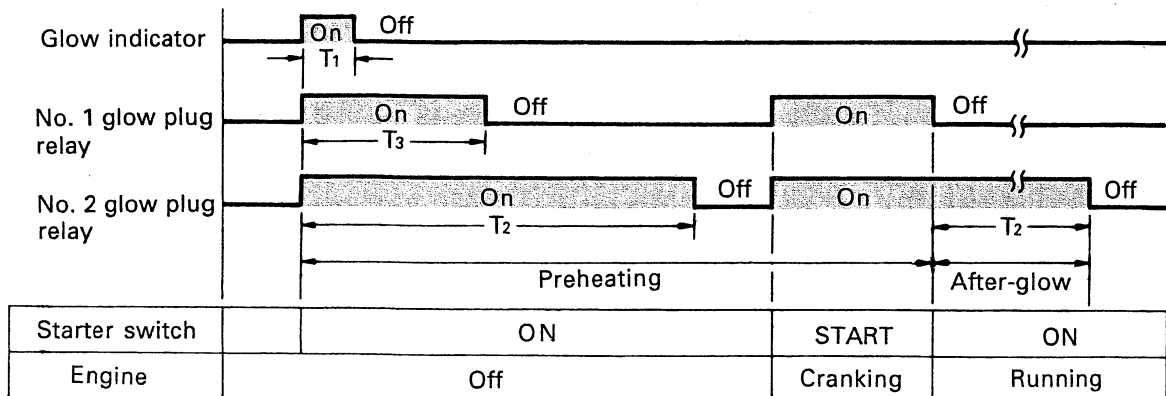 Glow indicator
On
Off
T1
No. 1 glow plug
relay
On
Off
On
Off
T3
No. 2 glow plug
relay
On
Off
On
Off
T2
T2
Preheating
After-glow
Starter switch
ON
START
ON
Engine
Off
Cranking
Running